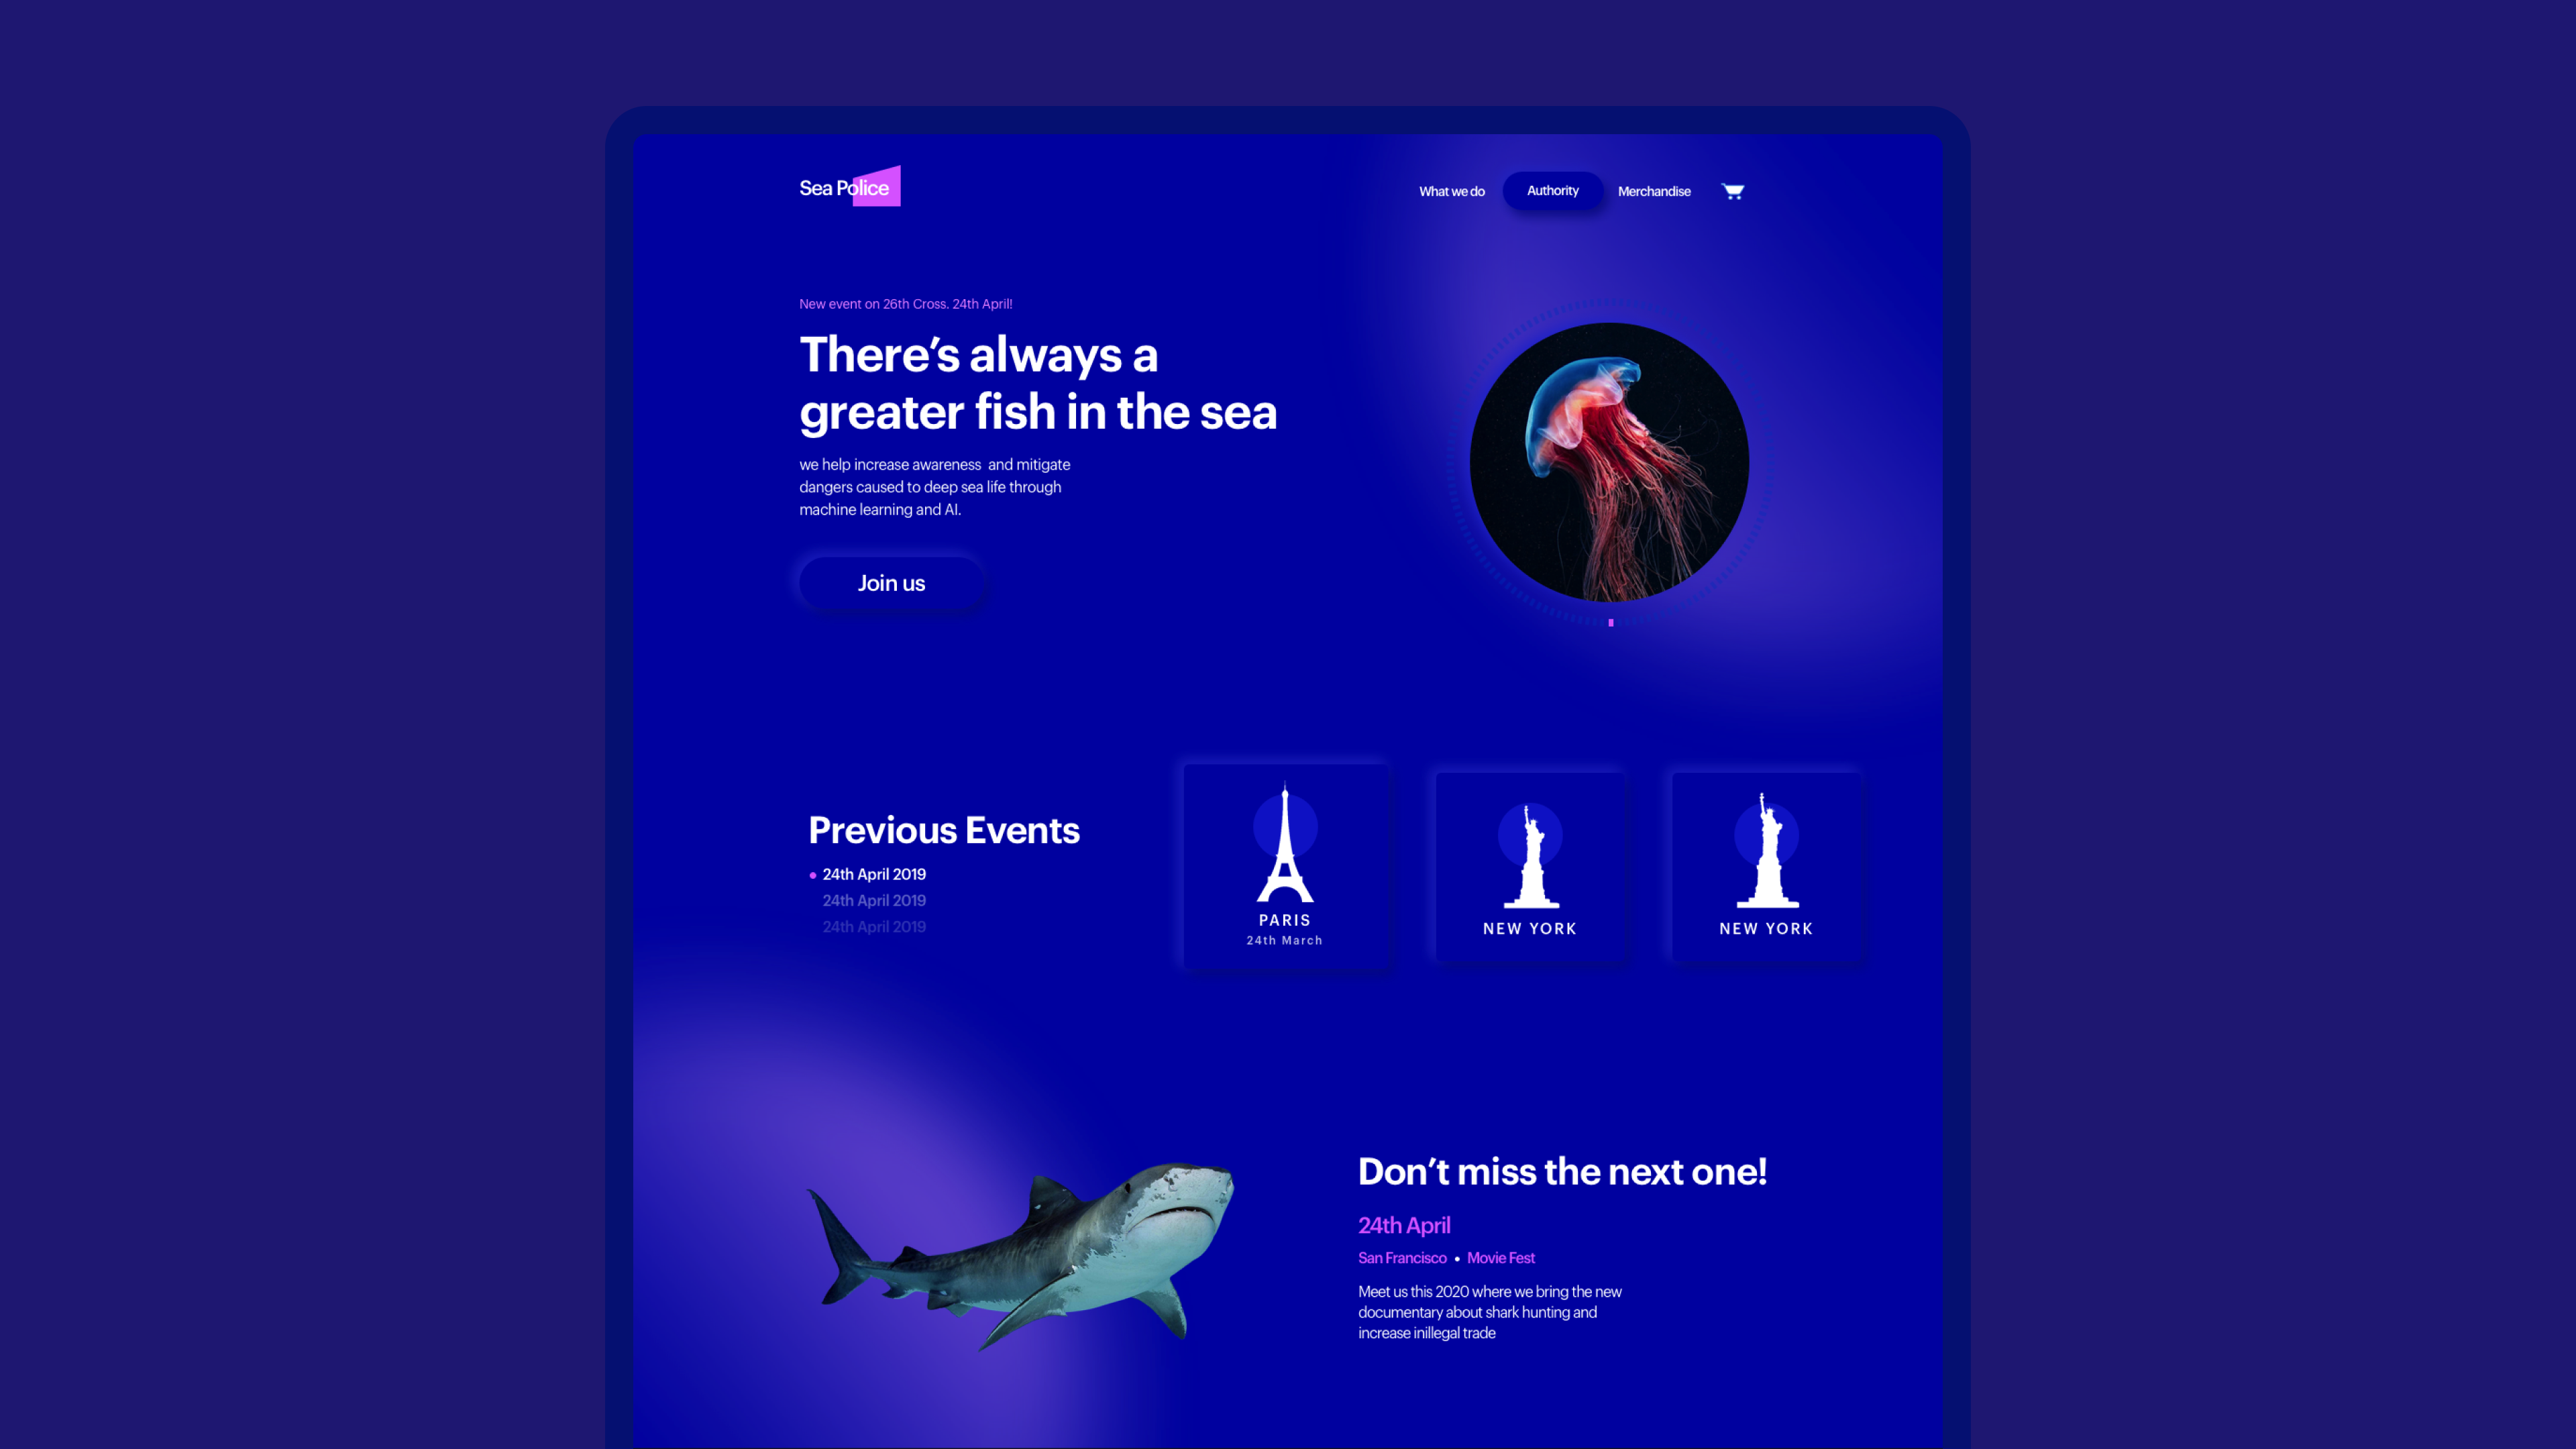 Sea Police
What we do
Authority
Merchandise
New event on 26th Cross. 24th April!
There’s always a
greater fish in the sea
we help increase awareness  and mitigate
dangers caused to deep sea life through
machine learning and AI.
Join us
Previous Events
24th April 2019
24th April 2019
24th April 2019
PARIS
24th March
NEW YORK
NEW YORK
Don’t miss the next one!
24th April
San Francisco • Movie Fest
Meet us this 2020 where we bring the new
documentary about shark hunting and
increase inillegal trade